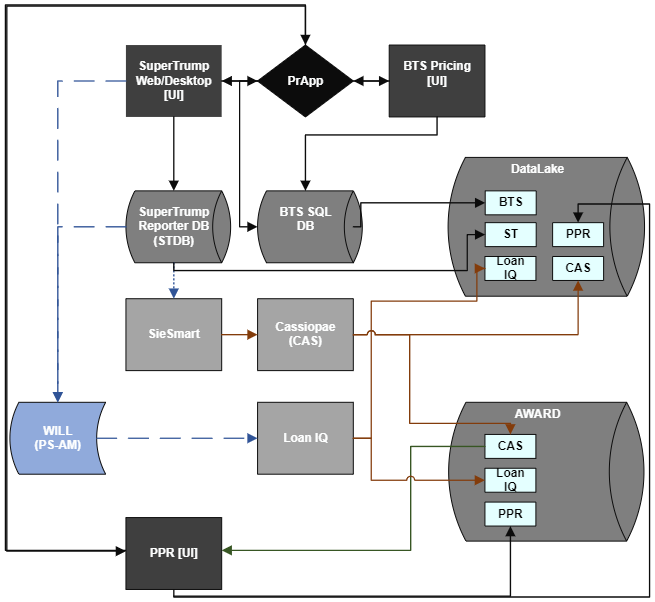 SuperTrump
Web/Desktop
[UI]
PrApp
BTS Pricing
[UI]
SuperTrump
Reporter DB
(STDB)
BTS SQL
DB
DataLake
BTS
ST
PPR
Loan
IQ
CAS
SieSmart
Cassiopae
(CAS)
WILL
(PS-AM)
Loan IQ
AWARD
CAS
Loan
IQ
PPR
PPR [UI]